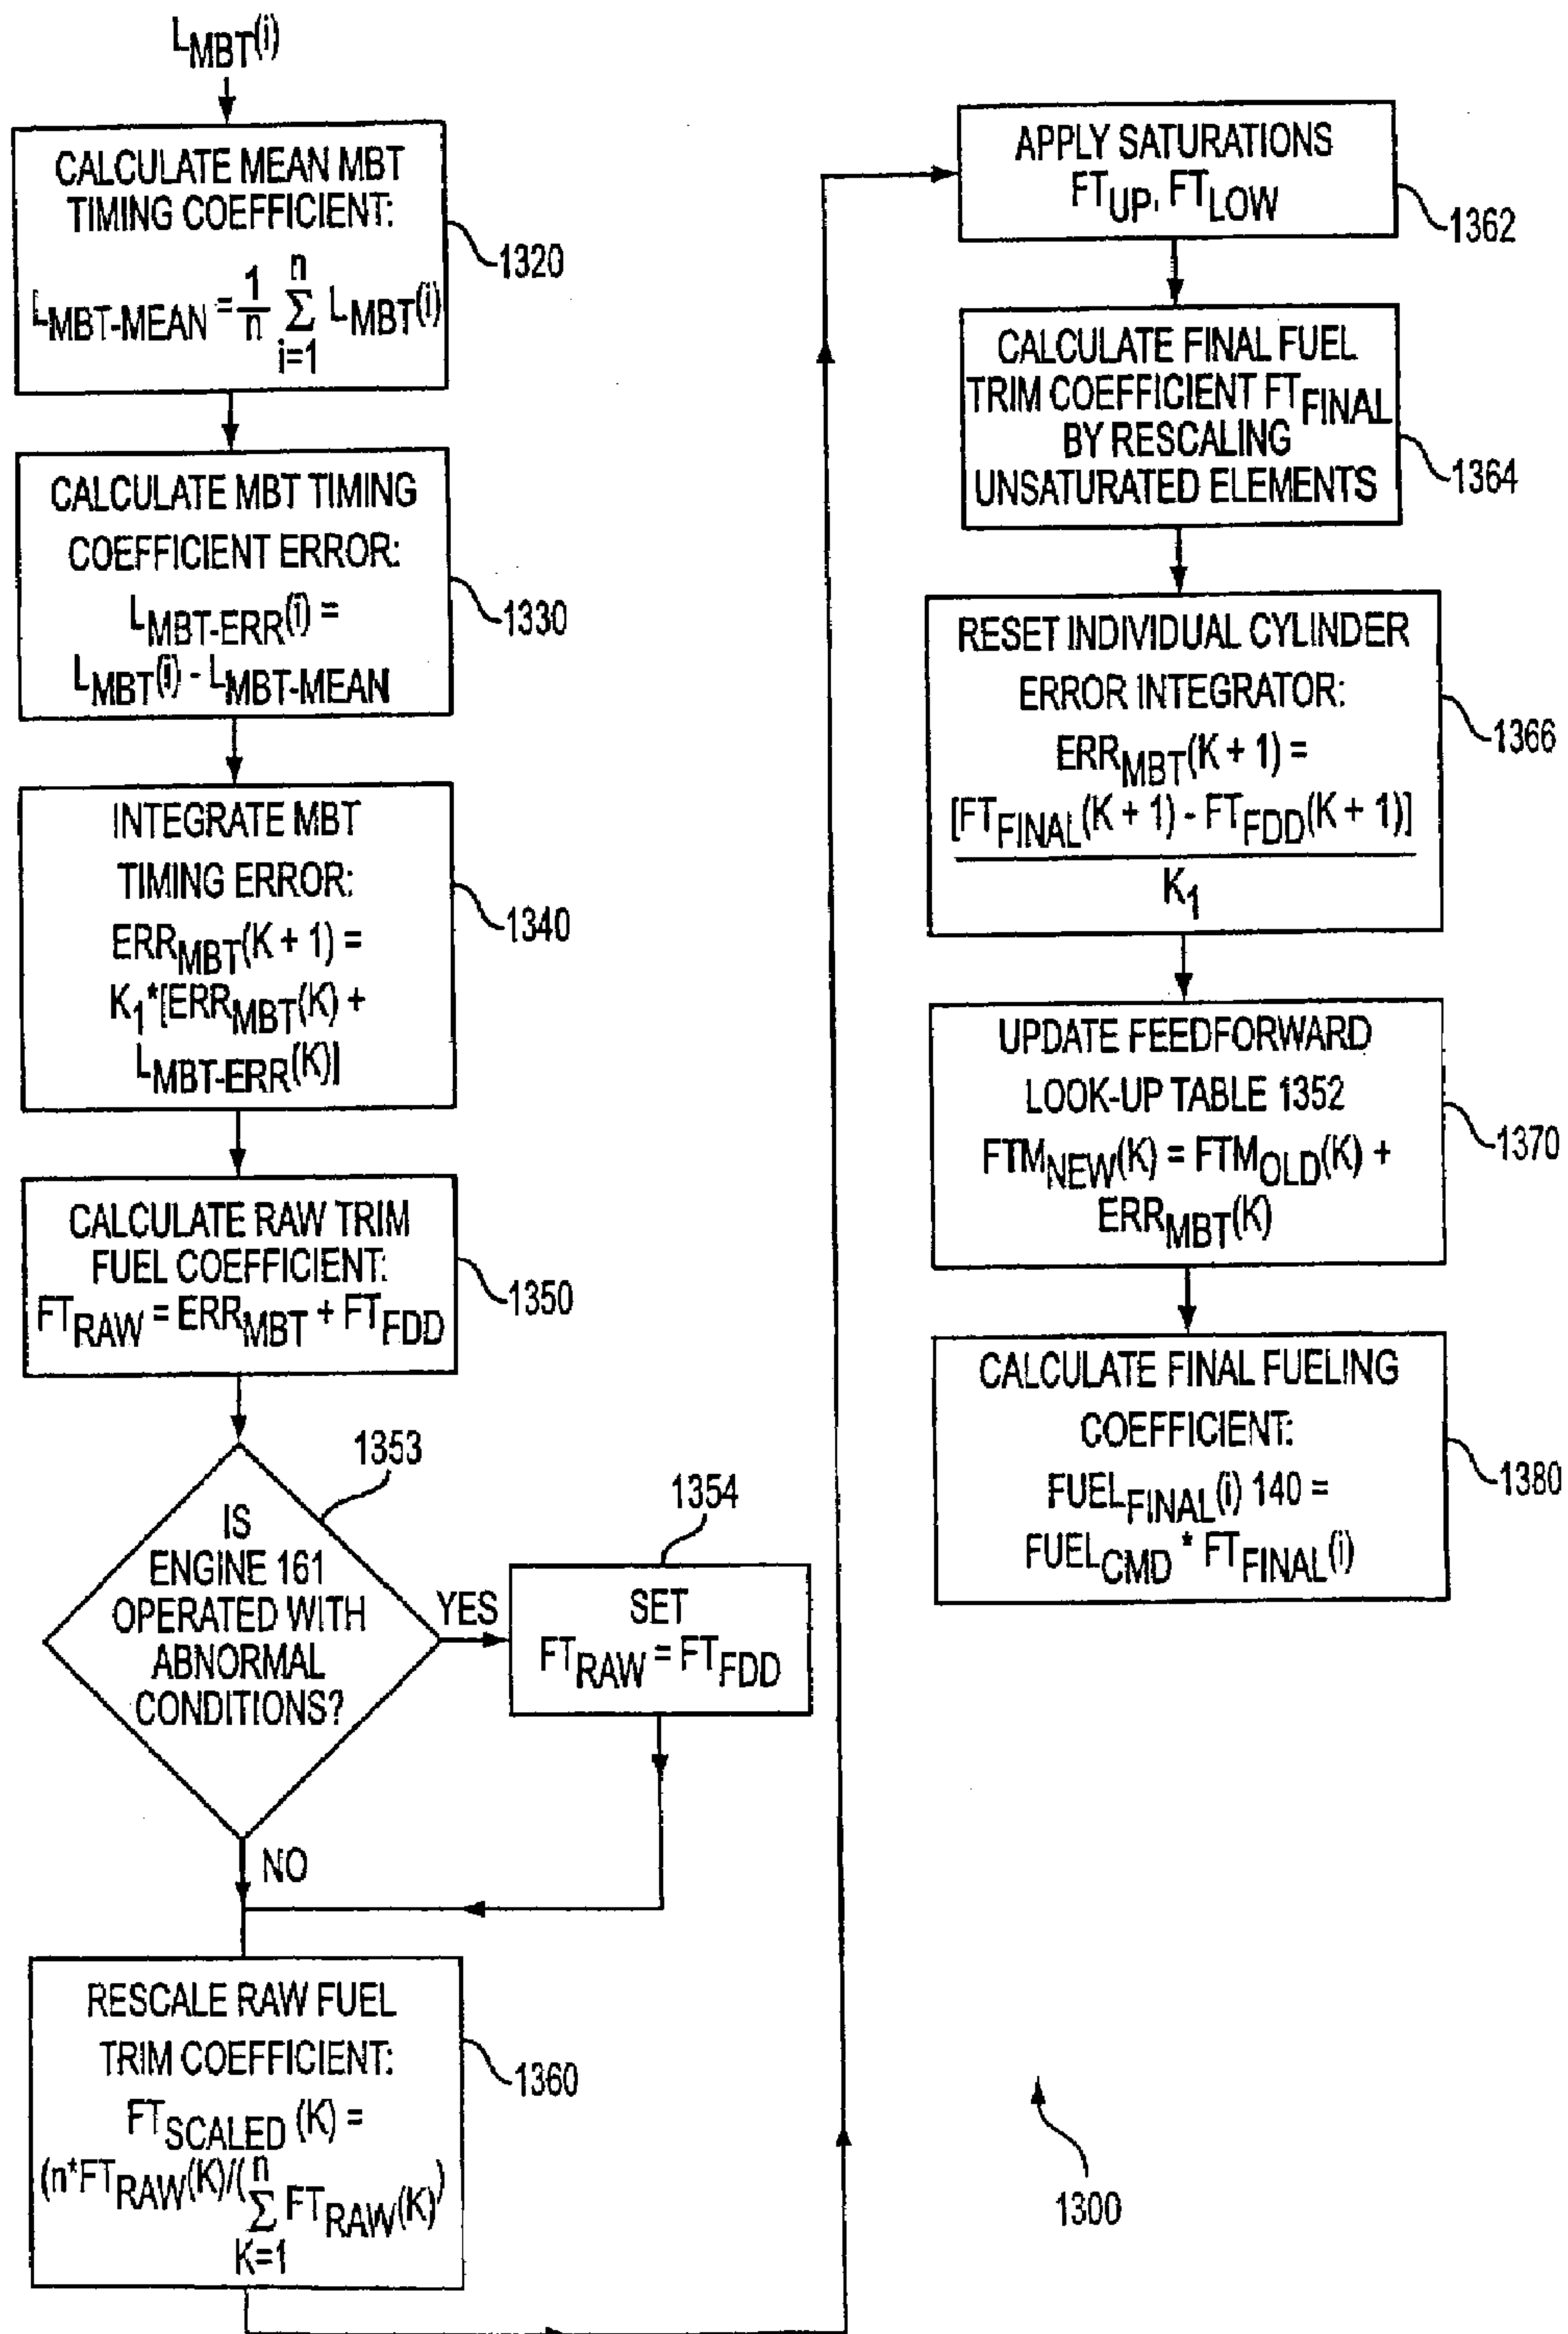 L_MBT(i)
CALCULATE MEAN MBT
TIMING COEFFICIENT:
L_MBT-MEAN = 1/n Σ_{i=1}^{n} L_MBT(i)
1320
CALCULATE MBT TIMING
COEFFICIENT ERROR:
L_MBT-ERR(i) =
L_MBT(i) - L_MBT-MEAN
1330
INTEGRATE MBT
TIMING ERROR:
ERR_MBT(K + 1) =
K_1*[ERR_MBT(K) +
L_MBT-ERR(K)]
1340
CALCULATE RAW TRIM
FUEL COEFFICIENT:
FT_RAW = ERR_MBT + FT_FDD
1350
1353
IS
ENGINE 161
OPERATED WITH
ABNORMAL
CONDITIONS?
YES
1354
SET
FT_RAW = FT_FDD
NO
RESCALE RAW FUEL
TRIM COEFFICIENT:
FT_SCALED (K) =
(n*FT_RAW(K)/(Σ_{K=1}^{n} FT_RAW(K))
1360
APPLY SATURATIONS
FT_UP, FT_LOW
1362
CALCULATE FINAL FUEL
TRIM COEFFICIENT FT_FINAL
BY RESCALING
UNSATURATED ELEMENTS
1364
RESET INDIVIDUAL CYLINDER
ERROR INTEGRATOR:
ERR_MBT(K + 1) =
[FT_FINAL(K + 1) - FT_FDD(K + 1)]
K_1
1366
UPDATE FEEDFORWARD
LOOK-UP TABLE 1352
FTM_NEW(K) = FTM_OLD(K) +
ERR_MBT(K)
1370
CALCULATE FINAL FUELING
COEFFICIENT:
FUEL_FINAL(i) 140 =
FUEL_CMD * FT_FINAL(i)
1380
1300